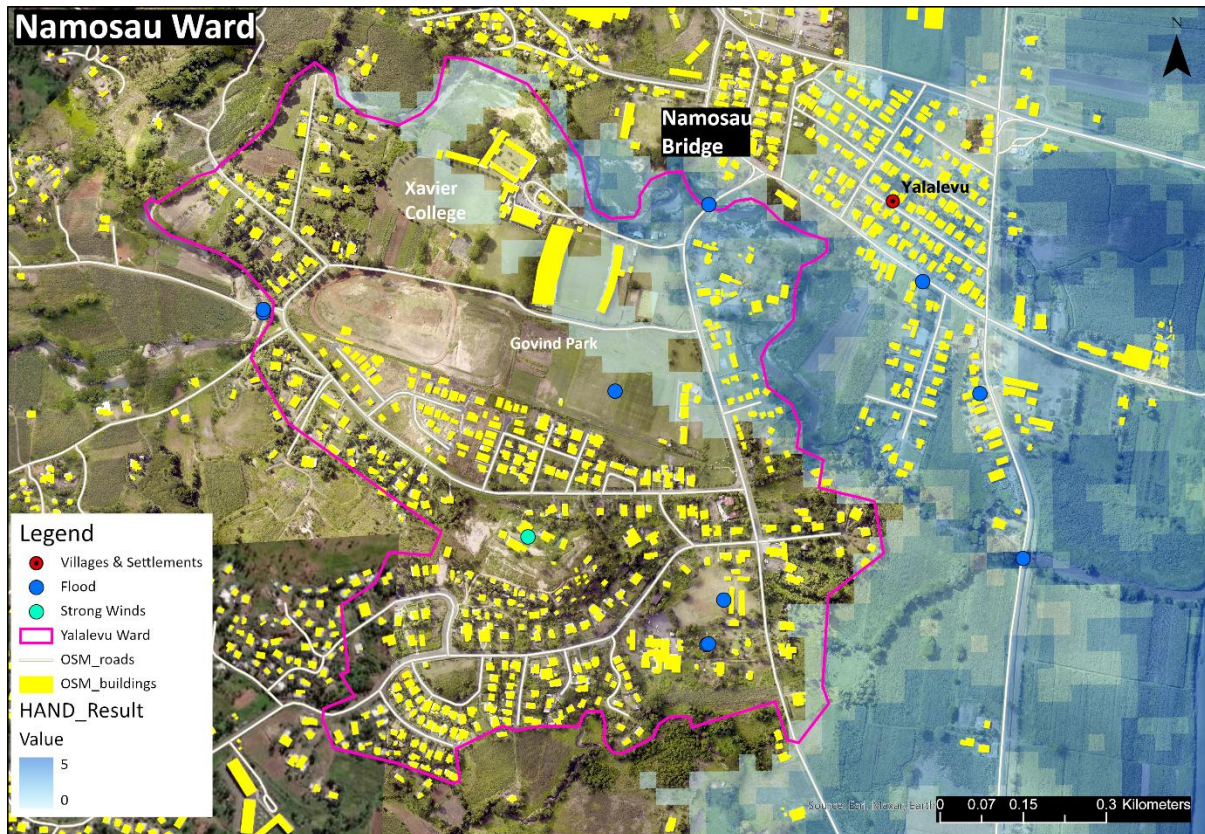 Namosau Ward
N
Namosau
Bridge
Yalalevu
Xavier
College
Govind Park
Legend
Villages & Settlements
Flood
Strong Winds
Yalalevu Ward
OSM_roads
OSM_buildings
HAND_Result
Value
5
0
Source: Esri, Maxar, Earth
0 0.07 0.15 0.3 Kilometers